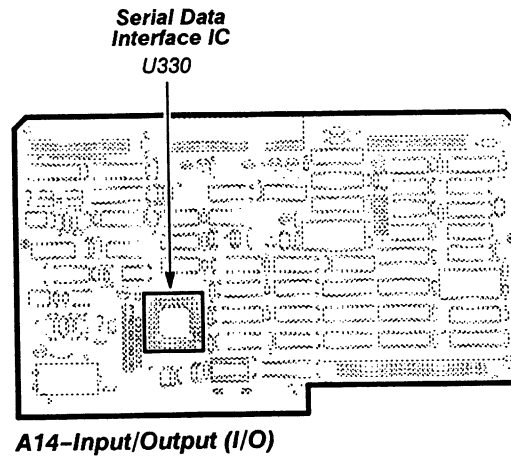 Serial Data
Interface IC
U330
A14–Input/Output (I/O)